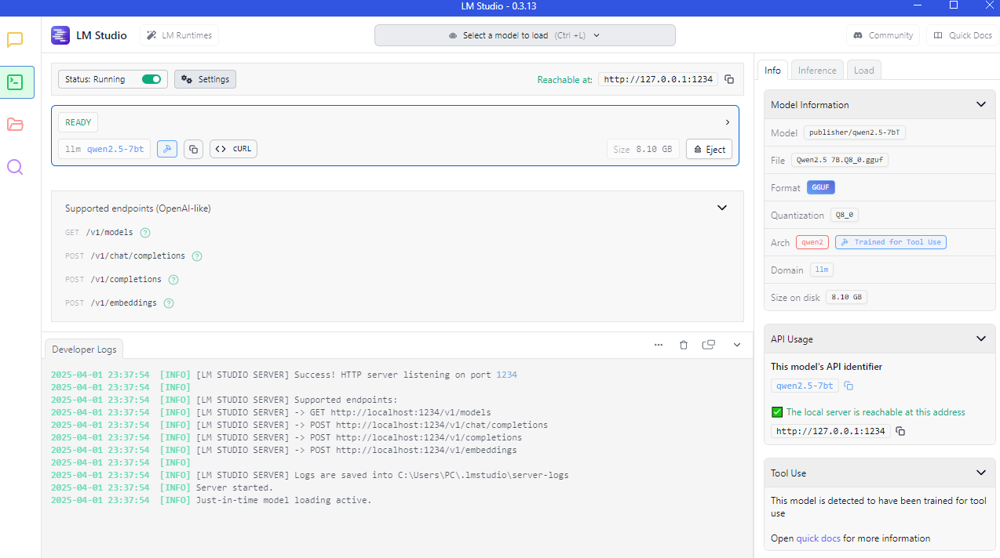 LM Studio - 0.3.13
LM Studio
LM Runtimes
Select a model to load (Ctrl +L)
Community
Quick Docs
Status: Running
Settings
Reachable at: http://127.0.0.1:1234
READY
llm qwen2.5-7bt
cURL
Size 8.10 GB
Eject
Supported endpoints (OpenAI-like)
GET /v1/models
POST /v1/chat/completions
POST /v1/completions
POST /v1/embeddings
Developer Logs
2025-04-01 23:37:54 [INFO] [LM STUDIO SERVER] Success! HTTP server listening on port 1234
2025-04-01 23:37:54 [INFO]
2025-04-01 23:37:54 [INFO] [LM STUDIO SERVER] Supported endpoints:
2025-04-01 23:37:54 [INFO] [LM STUDIO SERVER] -> GET http://localhost:1234/v1/models
2025-04-01 23:37:54 [INFO] [LM STUDIO SERVER] -> POST http://localhost:1234/v1/chat/completions
2025-04-01 23:37:54 [INFO] [LM STUDIO SERVER] -> POST http://localhost:1234/v1/completions
2025-04-01 23:37:54 [INFO] [LM STUDIO SERVER] -> POST http://localhost:1234/v1/embeddings
2025-04-01 23:37:54 [INFO]
2025-04-01 23:37:54 [INFO] [LM STUDIO SERVER] Logs are saved into C:\Users\PC\.lmstudio\server-logs
2025-04-01 23:37:54 [INFO] Server started.
2025-04-01 23:37:54 [INFO] Just-in-time model loading active.
Info
Inference
Load
Model Information
Model publisher/qwen2.5-7bT
File Qwen2.5 7B.Q8_0.gguf
Format GGUF
Quantization Q8_0
Arch qwen2 Trained for Tool Use
Domain llm
Size on disk 8.10 GB
API Usage
This model's API identifier
qwen2.5-7bt
The local server is reachable at this address
http://127.0.0.1:1234
Tool Use
This model is detected to have been trained for tool
use
Open quick docs for more information